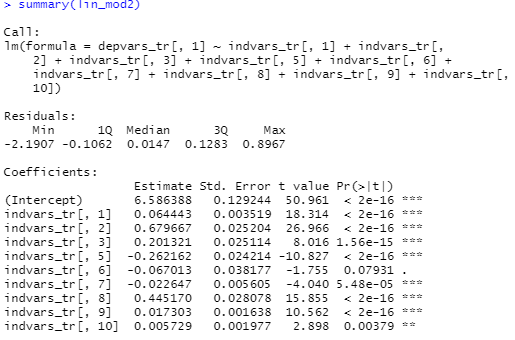 > summary(lin_mod2)
Call:
lm(formula = depvars_tr[, 1] ~ indvars_tr[, 1] + indvars_tr[,
2] + indvars_tr[, 3] + indvars_tr[, 5] + indvars_tr[, 6] +
indvars_tr[, 7] + indvars_tr[, 8] + indvars_tr[, 9] + indvars_tr[,
10])
Residuals:
Min 1Q Median 3Q Max
-2.1907 -0.1062 0.0147 0.1283 0.8967
Coefficients:
Estimate Std. Error t value Pr(>|t|)
(Intercept) 6.586388 0.129244 50.961 < 2e-16 ***
indvars_tr[, 1] 0.064443 0.003519 18.314 < 2e-16 ***
indvars_tr[, 2] 0.679667 0.025204 26.966 < 2e-16 ***
indvars_tr[, 3] 0.201321 0.025114 8.016 1.56e-15 ***
indvars_tr[, 5] -0.262162 0.024214 -10.827 < 2e-16 ***
indvars_tr[, 6] -0.067013 0.038177 -1.755 0.07931 .
indvars_tr[, 7] -0.022647 0.005605 -4.040 5.48e-05 ***
indvars_tr[, 8] 0.445170 0.028078 15.855 < 2e-16 ***
indvars_tr[, 9] 0.017303 0.001638 10.562 < 2e-16 ***
indvars_tr[, 10] 0.005729 0.001977 2.898 0.00379 **